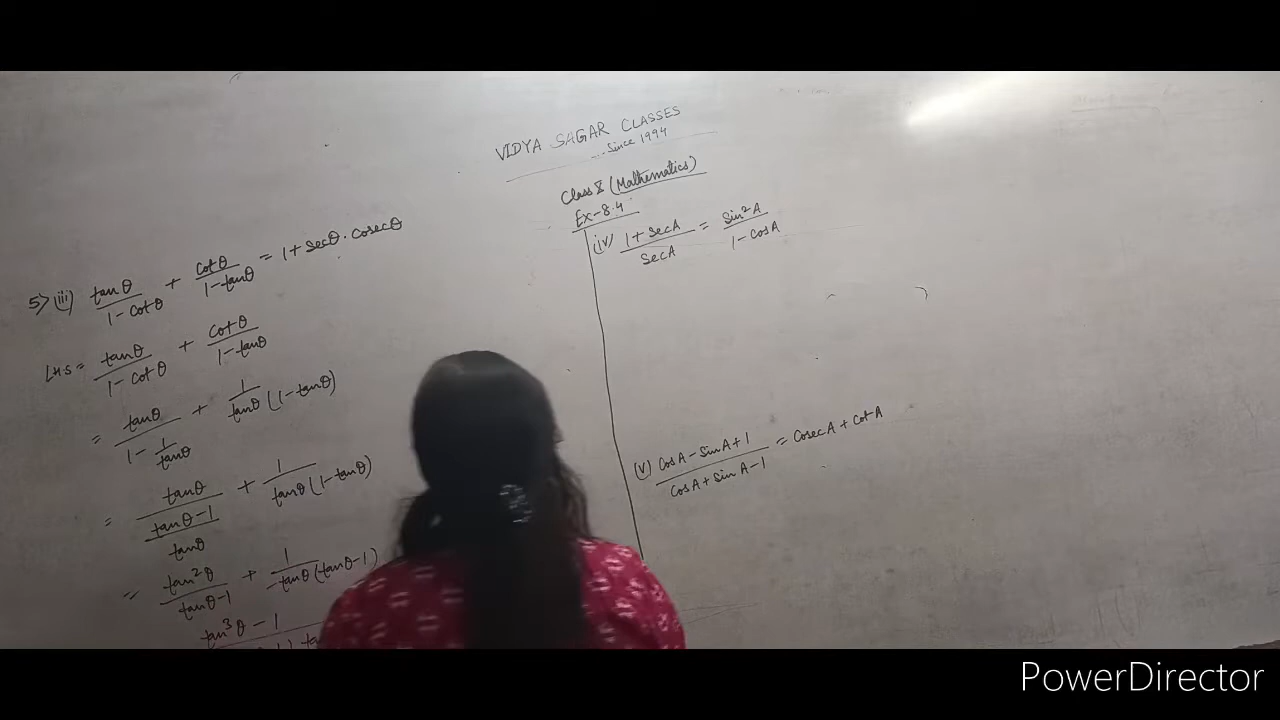 VIDYA SAGAR CLASSES
...Since 1994
Class X (Mathematics)
Ex-8.4
5> (iii) tanθ/1-cotθ + cotθ/1-tanθ = 1+secθ.cosecθ
LHS = tanθ/1-cotθ + cotθ/1-tanθ
= tanθ/1-1/tanθ + 1/tanθ(1-tanθ)
= tanθ/tanθ-1/tanθ + 1/tanθ(1-tanθ)
= tan²θ/tanθ-1 + 1/-tanθ(tanθ-1)
tan³θ-1
(iv) 1+secA/secA = sin²A/1-cosA
(v) cosA-sinA+1/cosA+sinA-1 = cosecA+cotA
PowerDirector